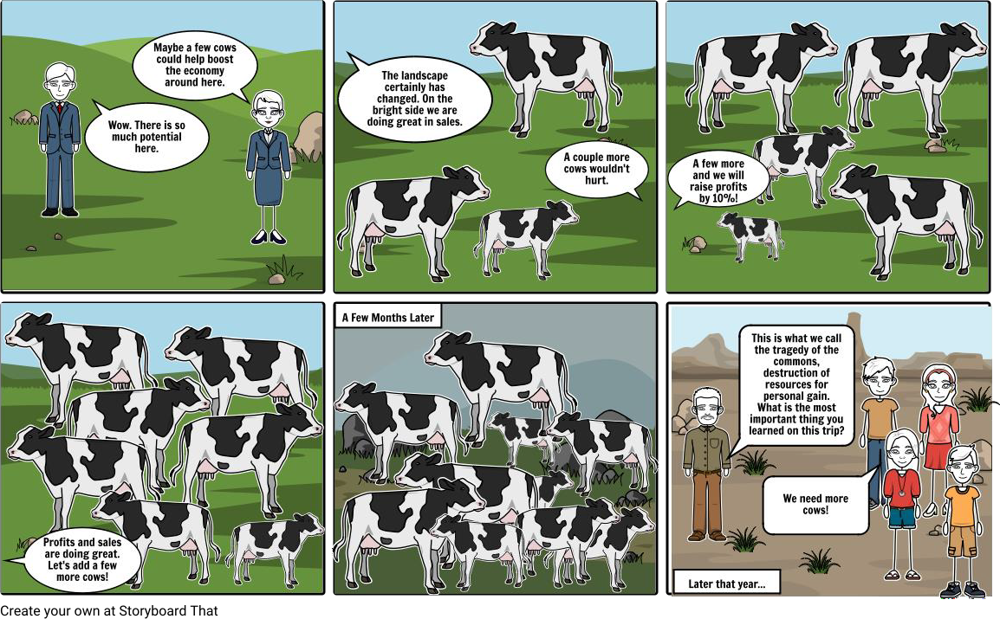 Maybe a few cows
could help boost
the economy
around here.
Wow. There is so
much potential
here.
The landscape
certainly has
changed. On the
bright side we are
doing great in sales.
A couple more
cows wouldn't
hurt.
A few more
and we will
raise profits
by 10%!
Profits and sales
are doing great.
Let's add a few
more cows!
A Few Months Later
This is what we call
the tragedy of the
commons,
destruction of
resources for
personal gain.
What is the most
important thing you
learned on this trip?
We need more
cows!
Later that year...
Create your own at Storyboard That